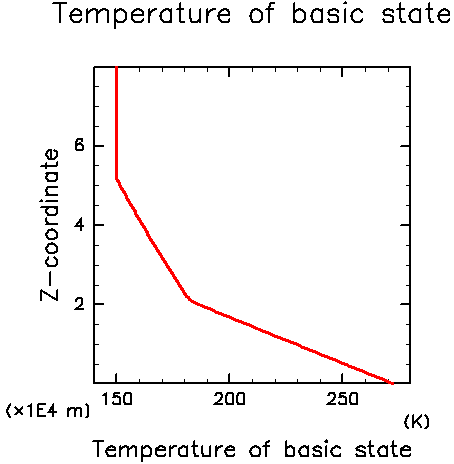 Temperature of basic state
Z-coordinate
6
4
2
150 200 250
(×1E4 m)
(K)
Temperature of basic state